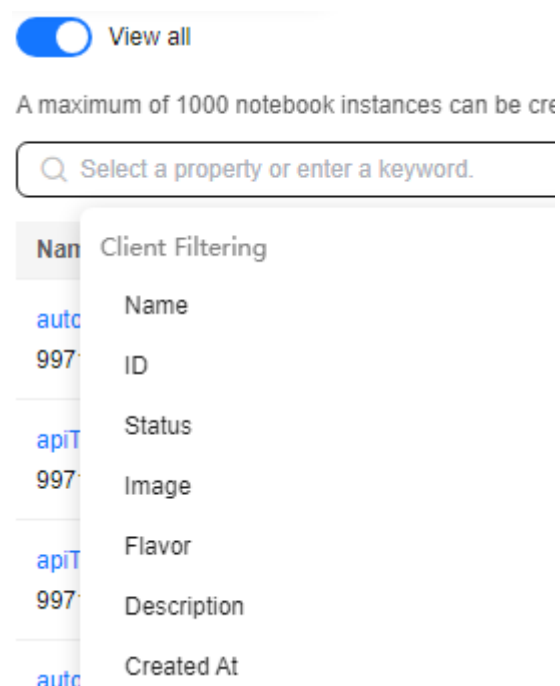 View all
A maximum of 1000 notebook instances can be
Select a property or enter a keyword.
Client Filtering
Name
ID
Status
Image
Flavor
Description
Created At